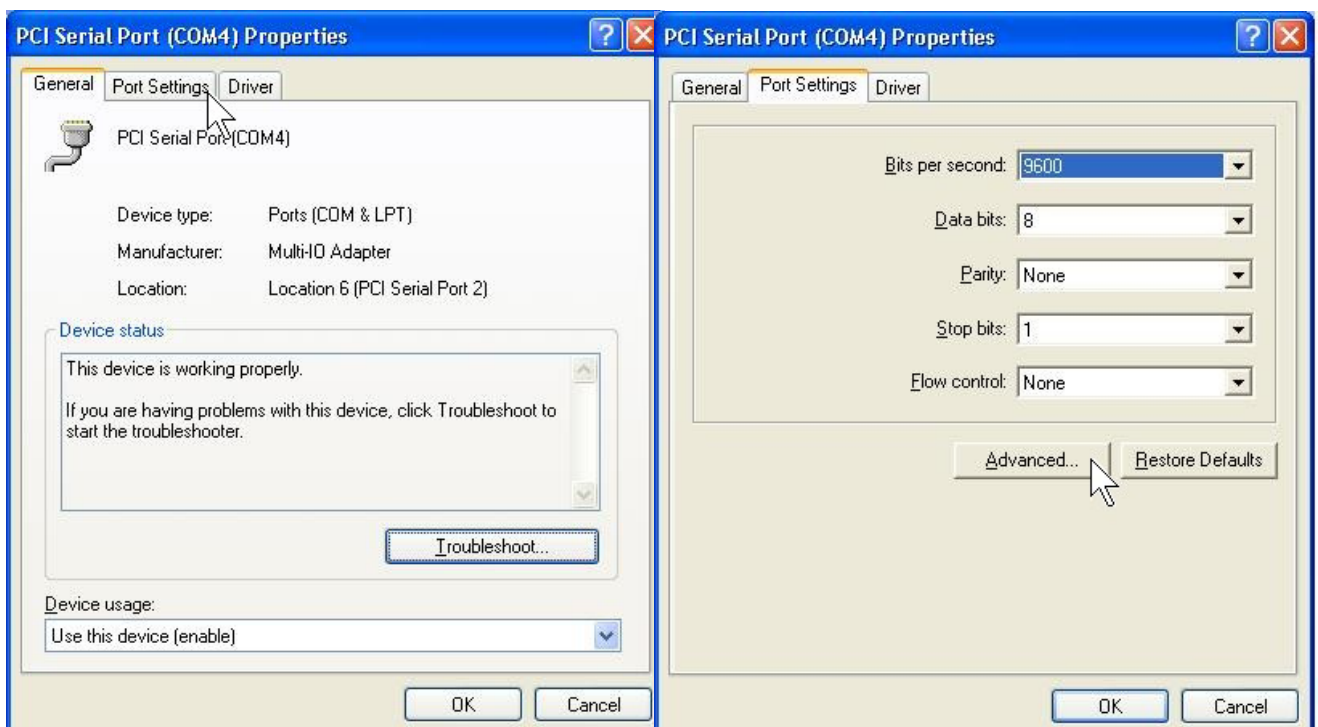 PCI Serial Port (COM4) Properties
General Port Settings Driver
PCI Serial Port (COM4)
Device type: Ports (COM & LPT)
Manufacturer: Multi-IO Adapter
Location: Location 6 (PCI Serial Port 2)
Device status
This device is working properly.
If you are having problems with this device, click Troubleshoot to
start the troubleshooter.
Troubleshoot...
Device usage:
Use this device (enable)
OK Cancel
PCI Serial Port (COM4) Properties
General Port Settings Driver
Bits per second: 9600
Data bits: 8
Parity: None
Stop bits: 1
Flow control: None
Advanced... Restore Defaults
OK Cancel